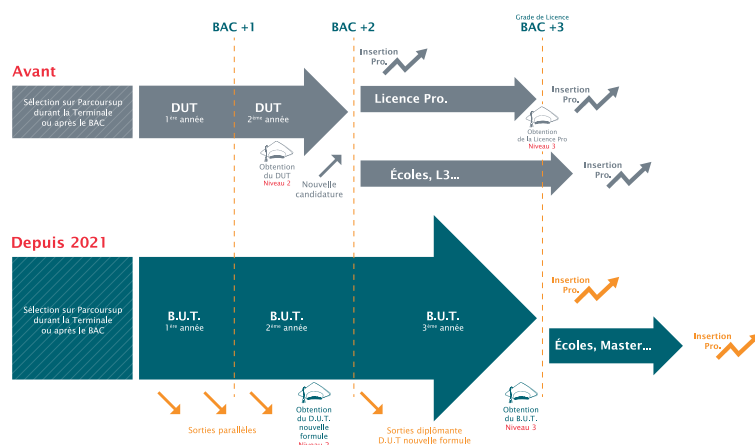 Grade de Licence
BAC +1
BAC +2
BAC +3
Avant
Insertion
Pro.
Sélection sur Parcoursup
durant la Terminale
ou après le BAC
DUT
1ère année
DUT
2ème année
Licence Pro.
Insertion
Pro.
Obtention
du DUT
Niveau 2
Nouvelle
candidature
Obtention
de la Licence Pro
Niveau 3
Écoles, L3...
Insertion
Pro.
Depuis 2021
Sélection sur Parcoursup
durant la Terminale
ou après le BAC
B.U.T.
1ère année
B.U.T.
2ème année
B.U.T.
3ème année
Insertion
Pro.
Écoles, Master...
Insertion
Pro.
Sorties parallèles
Obtention
du D.U.T.
nouvelle
formule
Niveau 2
Sorties diplômante
D.U.T nouvelle formule
Obtention
du B.U.T.
Niveau 3